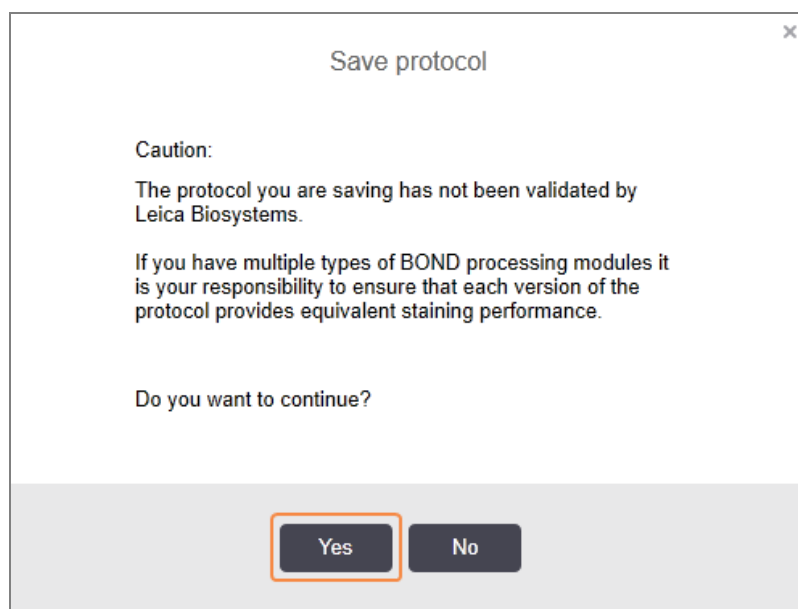 Save protocol
Caution:
The protocol you are saving has not been validated by
Leica Biosystems.
If you have multiple types of BOND processing modules it
is your responsibility to ensure that each version of the
protocol provides equivalent staining performance.
Do you want to continue?
Yes No